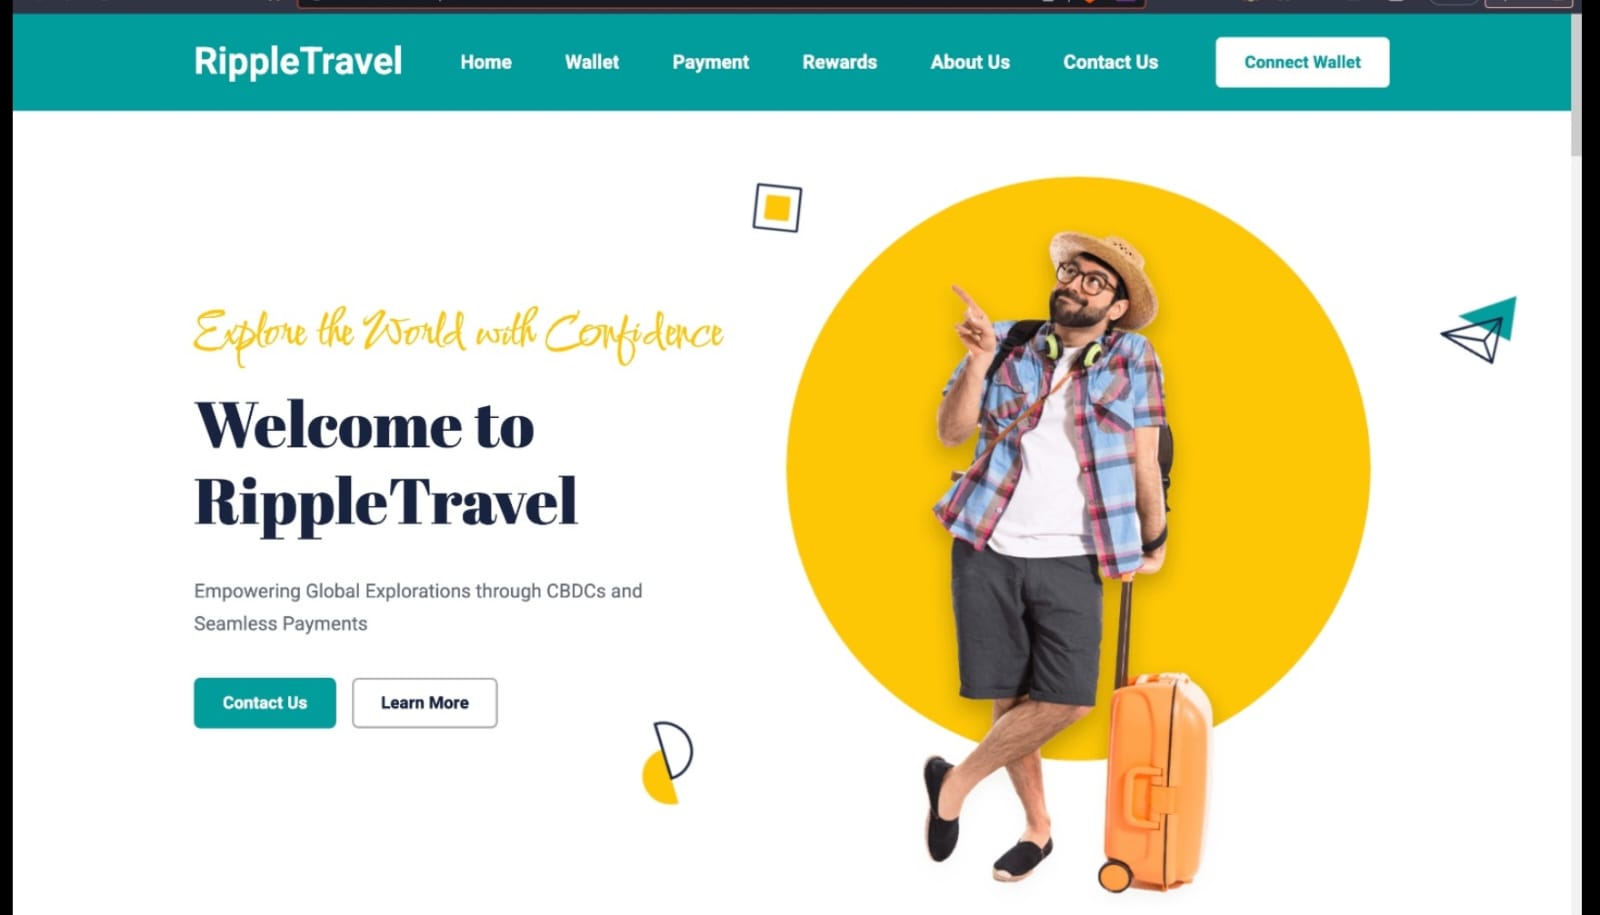 RippleTravel Home Wallet Payment Rewards About Us Contact Us Connect Wallet
Explore the World with Confidence
Welcome to
RippleTravel
Empowering Global Explorations through CBDCs and
Seamless Payments
Contact Us Learn More